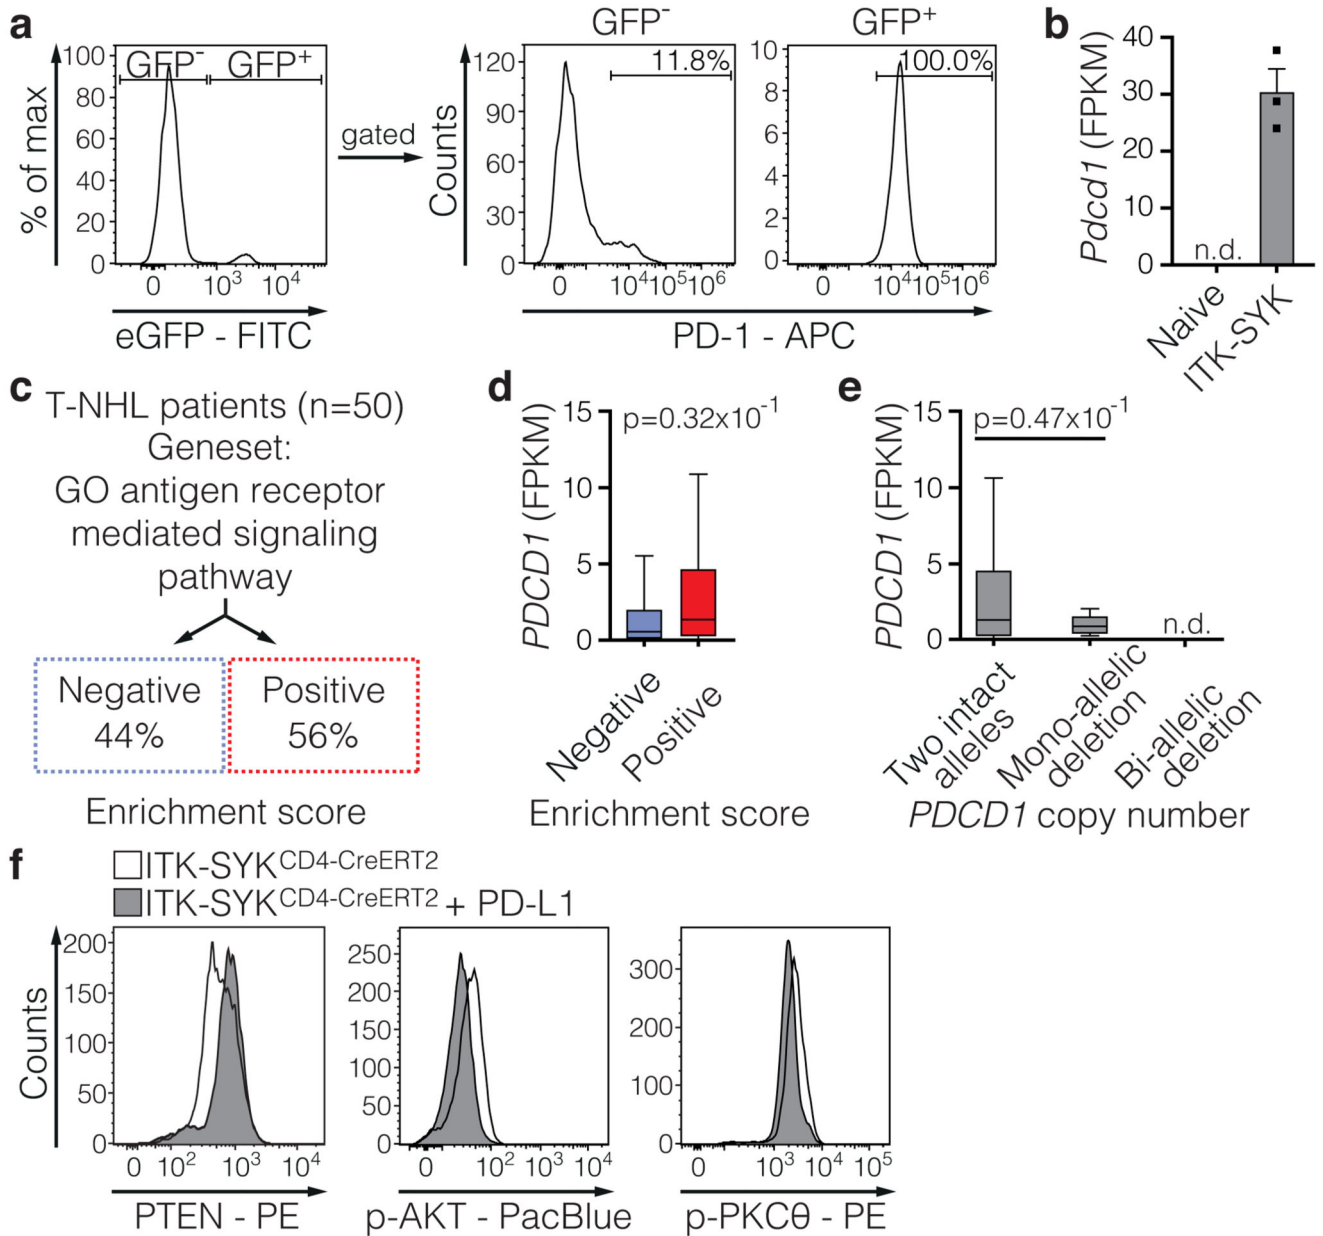 a
GFP-
GFP+
100
80
60
40
20
0
% of max
GFP-
GFP+
0
10^3
10^4
eGFP - FITC
gated
Counts
120
90
60
30
0
11.8%
0
10^4
10^5
10^6
10
8
6
4
2
0
100.0%
0
10^4
10^5
10^6
PD-1 - APC
b
Pdcd1 (FPKM)
40
30
20
10
0
n.d.
Naive
ITK-SYK
c
T-NHL patients (n=50)
Geneset:
GO antigen receptor
mediated signaling
pathway
Negative
44%
Positive
56%
Enrichment score
d
PDCD1 (FPKM)
15
10
5
0
p=0.32x10^-1
Negative
Positive
Enrichment score
e
PDCD1 (FPKM)
15
10
5
0
p=0.47x10^-1
n.d.
Two intact
alleles
Mono-allelic
deletion
Bi-allelic
deletion
PDCD1 copy number
f
ITK-SYK^CD4-CreERT2
ITK-SYK^CD4-CreERT2 + PD-L1
Counts
200
150
100
50
0
0
10^2
10^3
10^4
PTEN - PE
250
200
150
100
50
0
0
10^2
10^3
10^4
p-AKT - PacBlue
300
200
100
0
0
10^3
10^4
10^5
p-PKCθ - PE